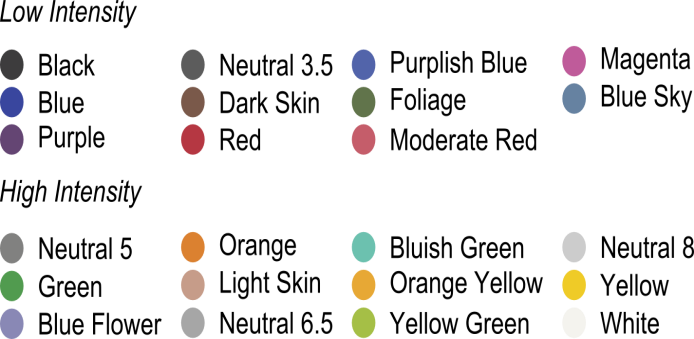 Low Intensity
Black
Neutral 3.5
Purplish Blue
Magenta
Blue
Dark Skin
Foliage
Blue Sky
Purple
Red
Moderate Red
High Intensity
Neutral 5
Orange
Bluish Green
Neutral 8
Green
Light Skin
Orange Yellow
Yellow
Blue Flower
Neutral 6.5
Yellow Green
White